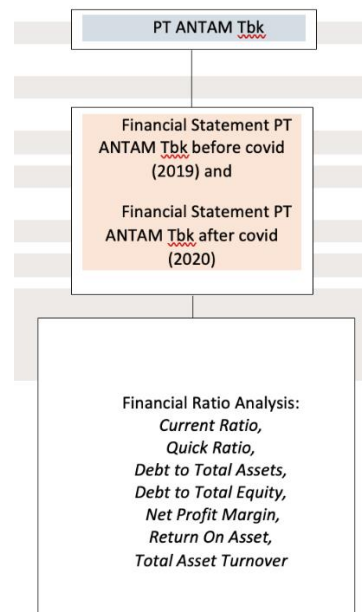 PT ANTAM Tbk
Financial Statement PT
ANTAM Tbk before covid
(2019) and
Financial Statement PT
ANTAM Tbk after covid
(2020)
Financial Ratio Analysis:
Current Ratio,
Quick Ratio,
Debt to Total Assets,
Debt to Total Equity,
Net Profit Margin,
Return On Asset,
Total Asset Turnover